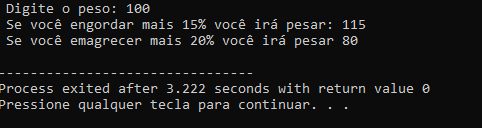 Digite o peso: 100
Se você engordar mais 15% você irá pesar: 115
Se você emagrecer mais 20% você irá pesar 80
--------------------------------
Process exited after 3.222 seconds with return value 0
Pressione qualquer tecla para continuar. . .